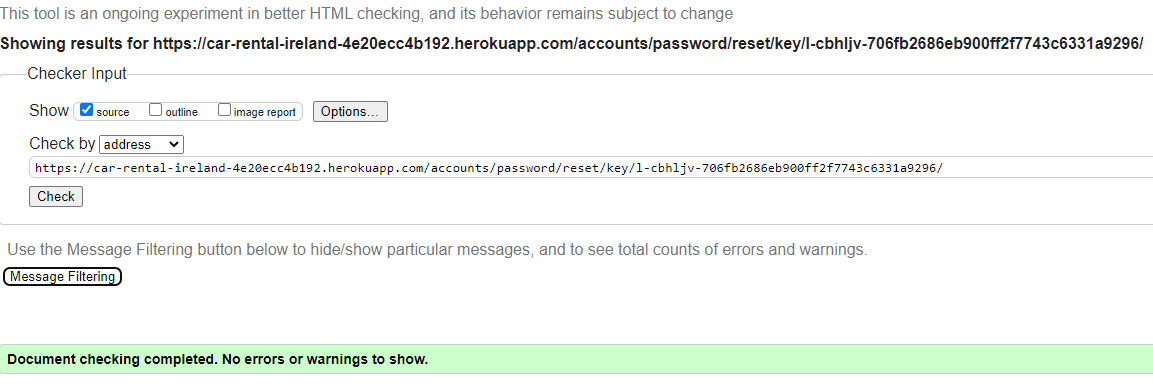 This tool is an ongoing experiment in better HTML checking, and its behavior remains subject to change
Showing results for https://car-rental-ireland-4e20ecc4b192.herokuapp.com/accounts/password/reset/key/l-cbhljv-706fb2686eb900ff2f7743c6331a9296/
Checker Input
Show source outline image report Options...
Check by address
https://car-rental-ireland-4e20ecc4b192.herokuapp.com/accounts/password/reset/key/l-cbhljv-706fb2686eb900ff2f7743c6331a9296/
Check
Use the Message Filtering button below to hide/show particular messages, and to see total counts of errors and warnings.
Message Filtering
Document checking completed. No errors or warnings to show.